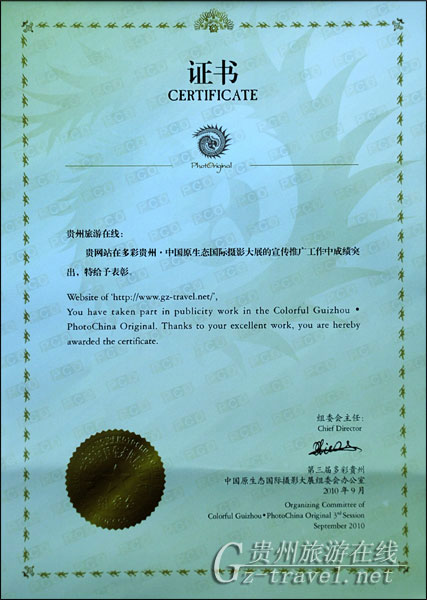 证书
CERTIFICATE
PhotOriginal
贵州旅游在线:
贵网站在多彩贵州·中国原生态国际摄影大展的宣传推广工作中成绩突
出,特给予表彰。
Website of 'http://www.gz-travel.net/',
You have taken part in publicity work in the Colorful Guizhou •
PhotoChina Original. Thanks to your excellent work, you are hereby
awarded the certificate.
组委会主任:
Chief Director
第三届多彩贵州
中国原生态国际摄影大展组委会办公室
2010年9月
Organizing Committee of
Colorful Guizhou •PhotoChina Original 3rd Session
September 2010
贵州旅游在线
Gz-travel.net